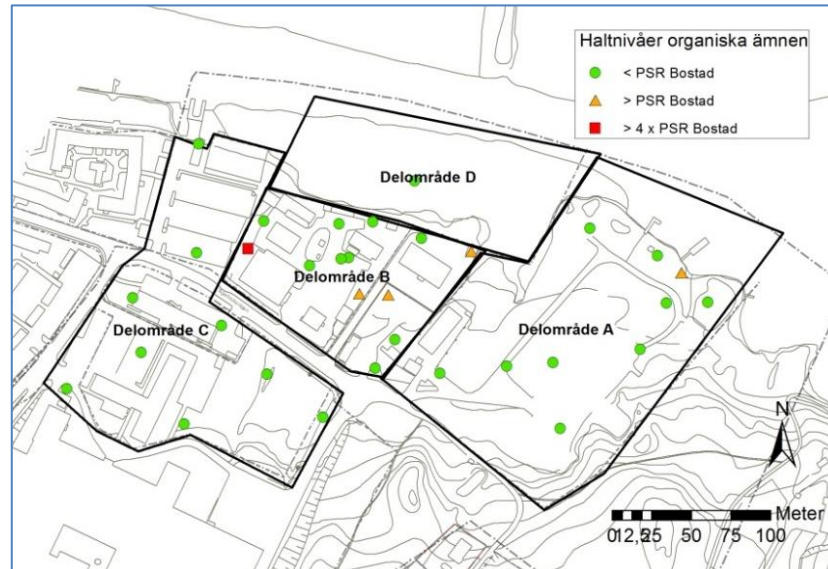 Haltnivåer organiska ämnen
< PSR Bostad
> PSR Bostad
> 4 x PSR Bostad
Delområde D
Delområde B
Delområde C
Delområde A
N
Meter
0 12,5 25 50 75 100